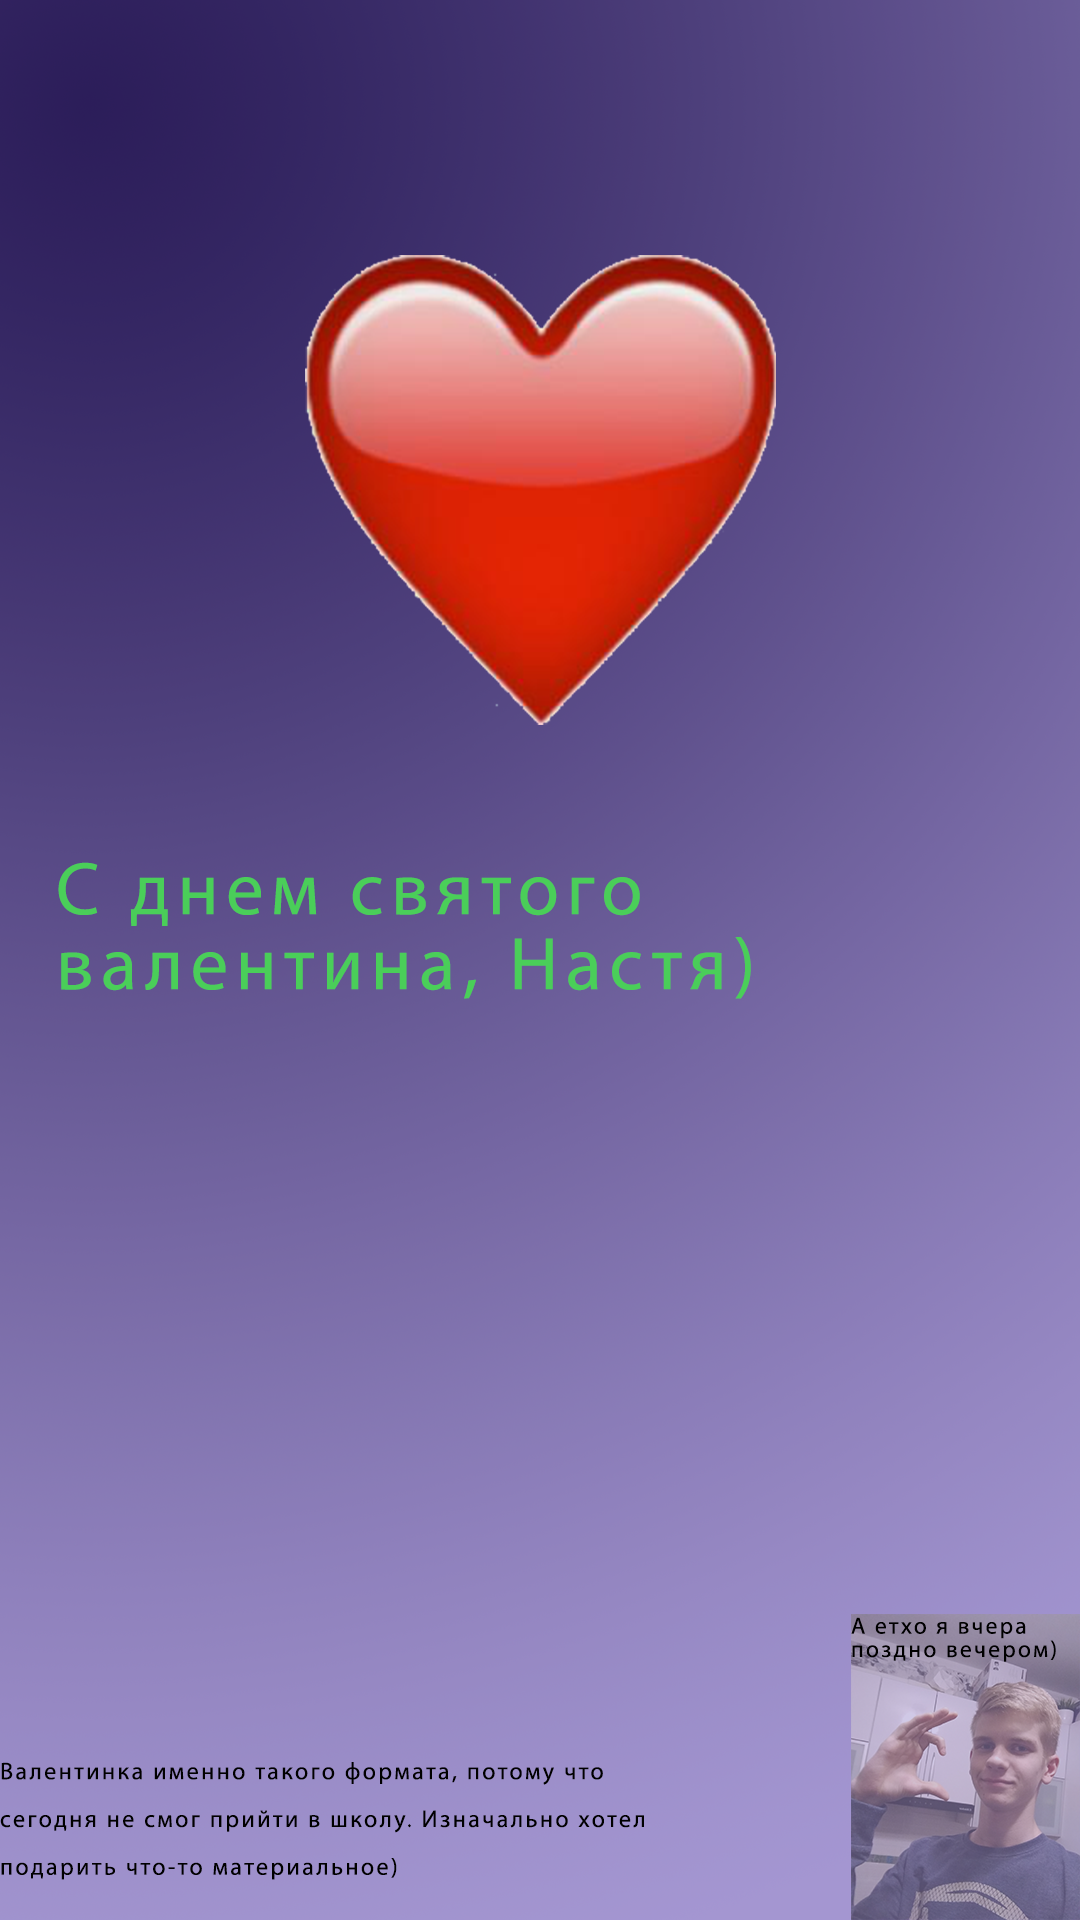 С днем святого
валентина, Настя)
А етхо я вчера
поздно вечером)
Валентинка именно такого формата, потому что
сегодня не смог прийти в школу. Изначально хотел
подарить что-то материальное)